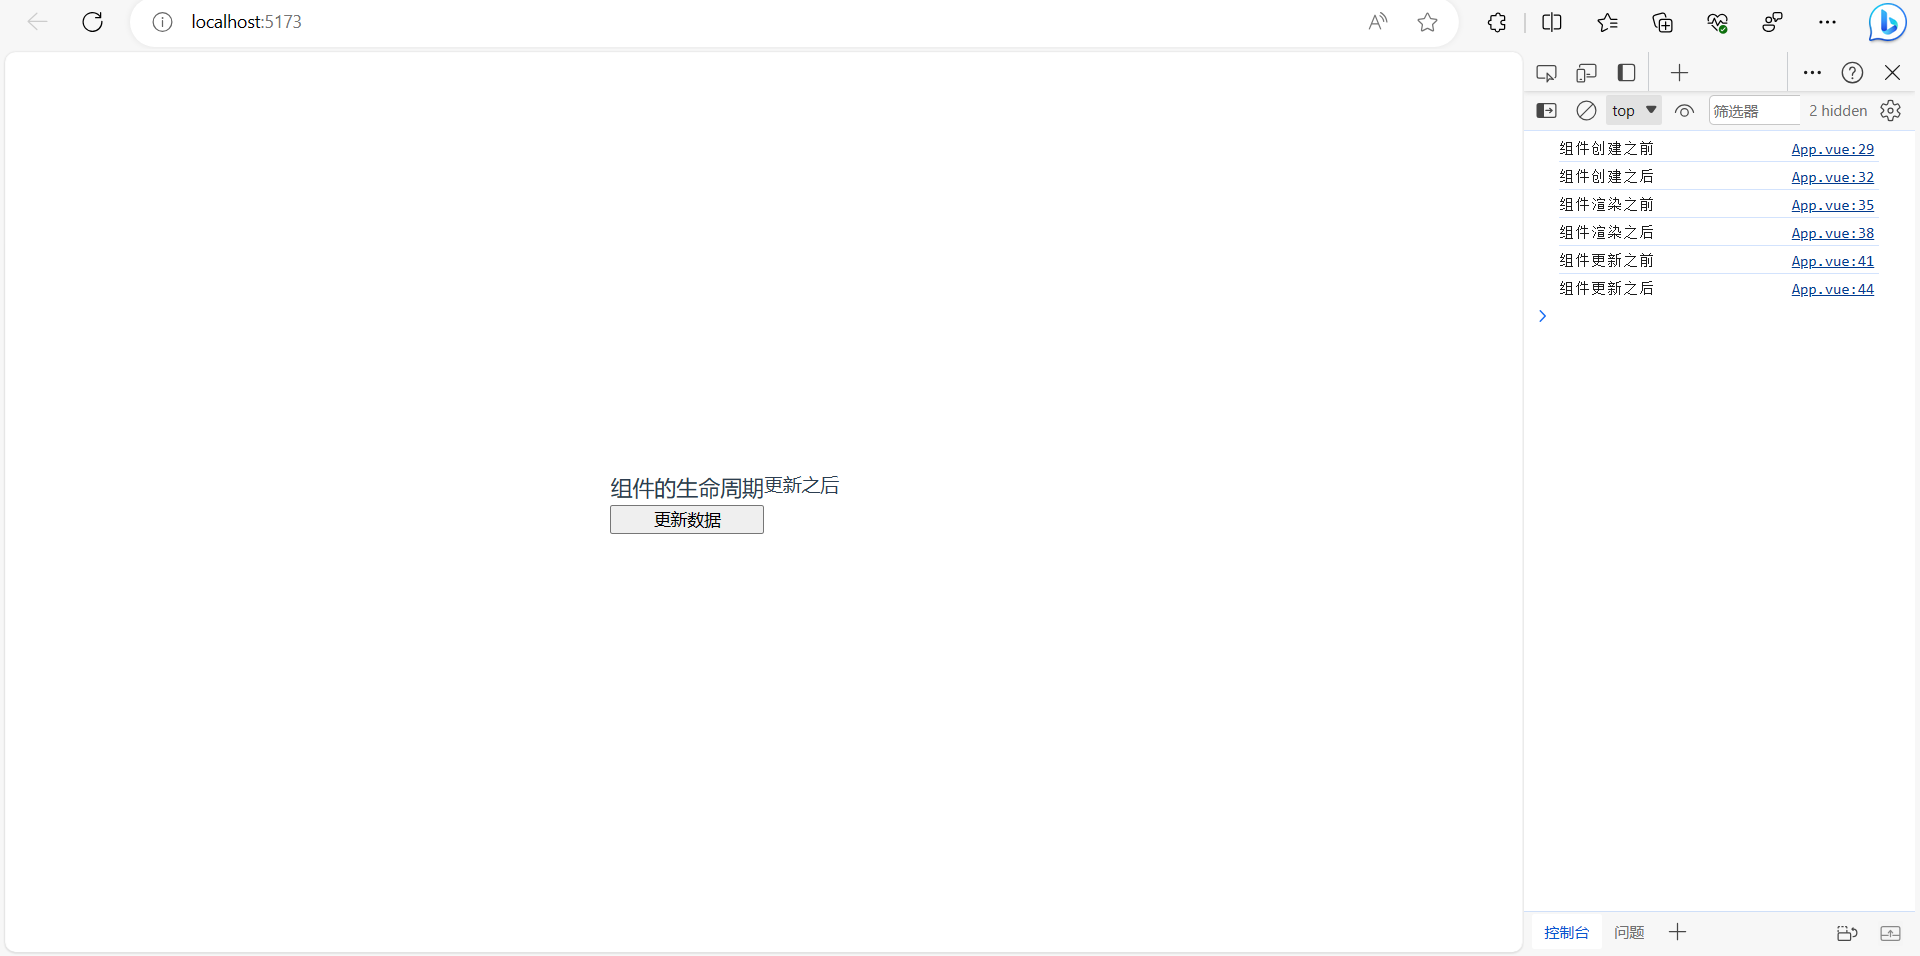 localhost:5173
top 筛选器 2 hidden
组件创建之前 App.vue:29
组件创建之后 App.vue:32
组件渲染之前 App.vue:35
组件渲染之后 App.vue:38
组件更新之前 App.vue:41
组件更新之后 App.vue:44
组件的生命周期更新之后
更新数据
控制台 问题